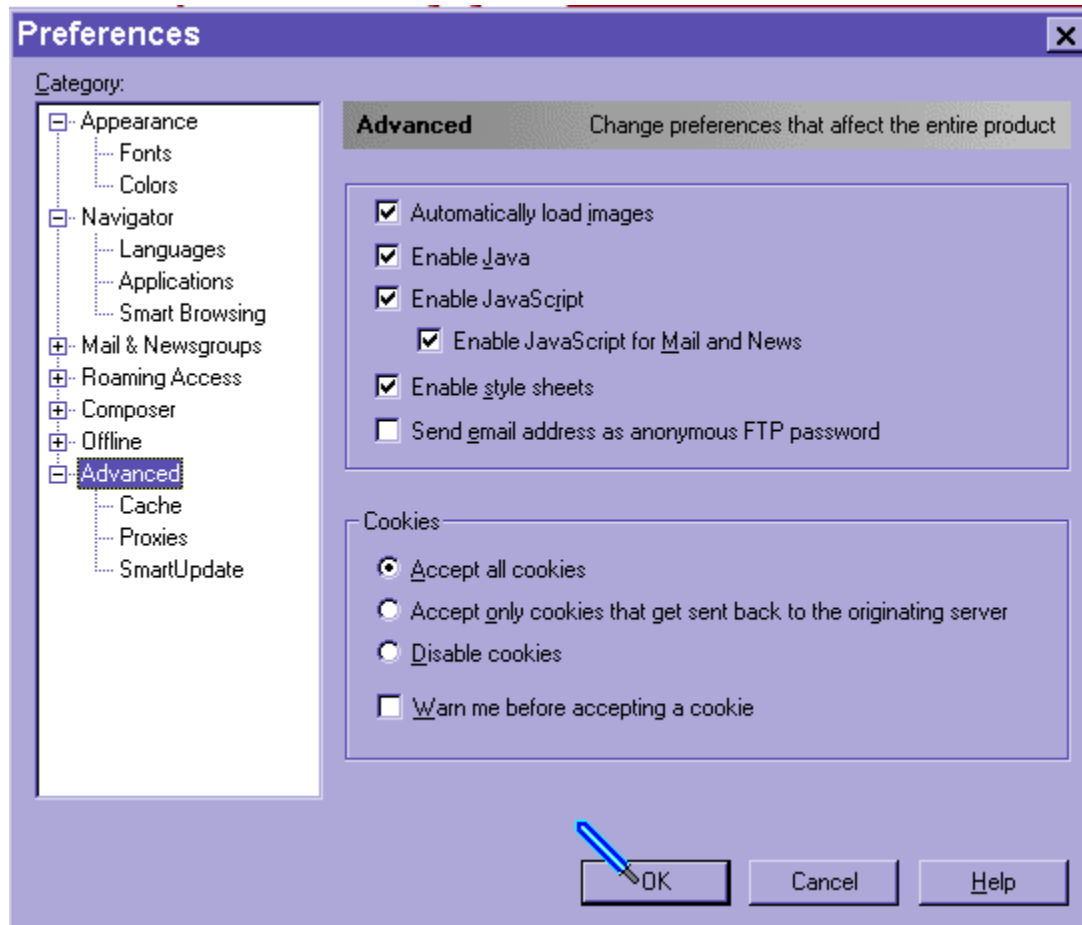 Preferences
Category:
Appearance
Fonts
Colors
Navigator
Languages
Applications
Smart Browsing
Mail & Newsgroups
Roaming Access
Composer
Offline
Advanced
Cache
Proxies
SmartUpdate
Advanced Change preferences that affect the entire product
Automatically load images
Enable Java
Enable JavaScript
Enable JavaScript for Mail and News
Enable style sheets
Send email address as anonymous FTP password
Cookies
Accept all cookies
Accept only cookies that get sent back to the originating server
Disable cookies
Warn me before accepting a cookie
OK Cancel Help